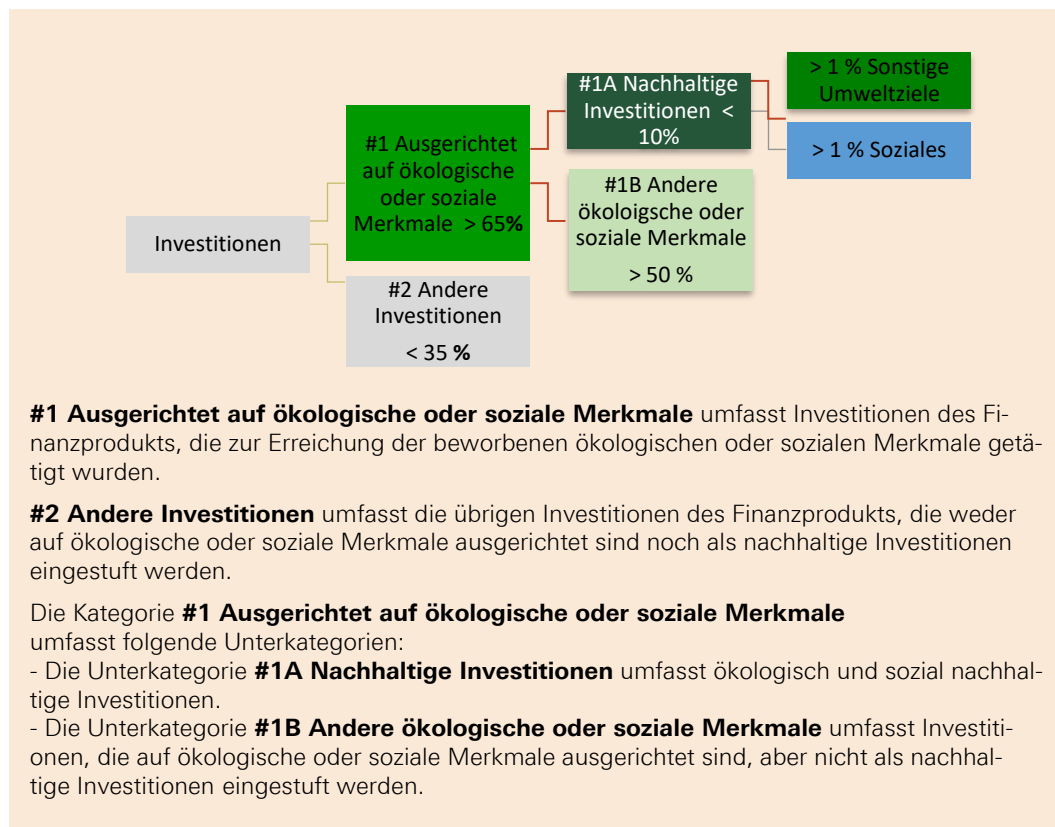 > 1 % Sonstige
Umweltziele
#1A Nachhaltige
Investitionen <
10%
> 1 % Soziales
#1 Ausgerichtet
auf ökologische
oder soziale
Merkmale > 65%
#1B Andere
ökoloigsche oder
soziale Merkmale
> 50 %
Investitionen
#2 Andere
Investitionen
< 35 %
#1 Ausgerichtet auf ökologische oder soziale Merkmale umfasst Investitionen des Fi-
nanzprodukts, die zur Erreichung der beworbenen ökologischen oder sozialen Merkmale getä-
tigt wurden.
#2 Andere Investitionen umfasst die übrigen Investitionen des Finanzprodukts, die weder
auf ökologische oder soziale Merkmale ausgerichtet sind noch als nachhaltige Investitionen
eingestuft werden.
Die Kategorie #1 Ausgerichtet auf ökologische oder soziale Merkmale
umfasst folgende Unterkategorien:
- Die Unterkategorie #1A Nachhaltige Investitionen umfasst ökologisch und sozial nachhal-
tige Investitionen.
- Die Unterkategorie #1B Andere ökologische oder soziale Merkmale umfasst Investiti-
onen, die auf ökologische oder soziale Merkmale ausgerichtet sind, aber nicht als nachhal-
tige Investitionen eingestuft werden.